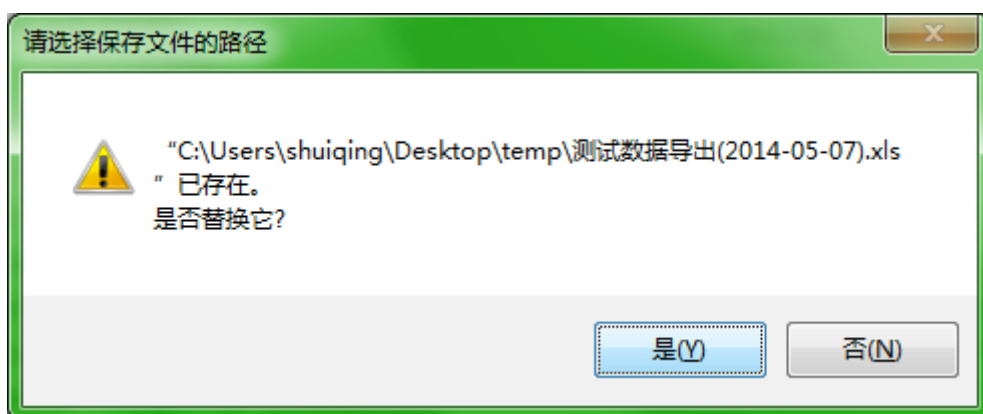 请选择保存文件的路径
“C:\Users\shuiqing\Desktop\temp\测试数据导出(2014-05-07).xls
”已存在。
是否替换它?
是(Y)
否(N)